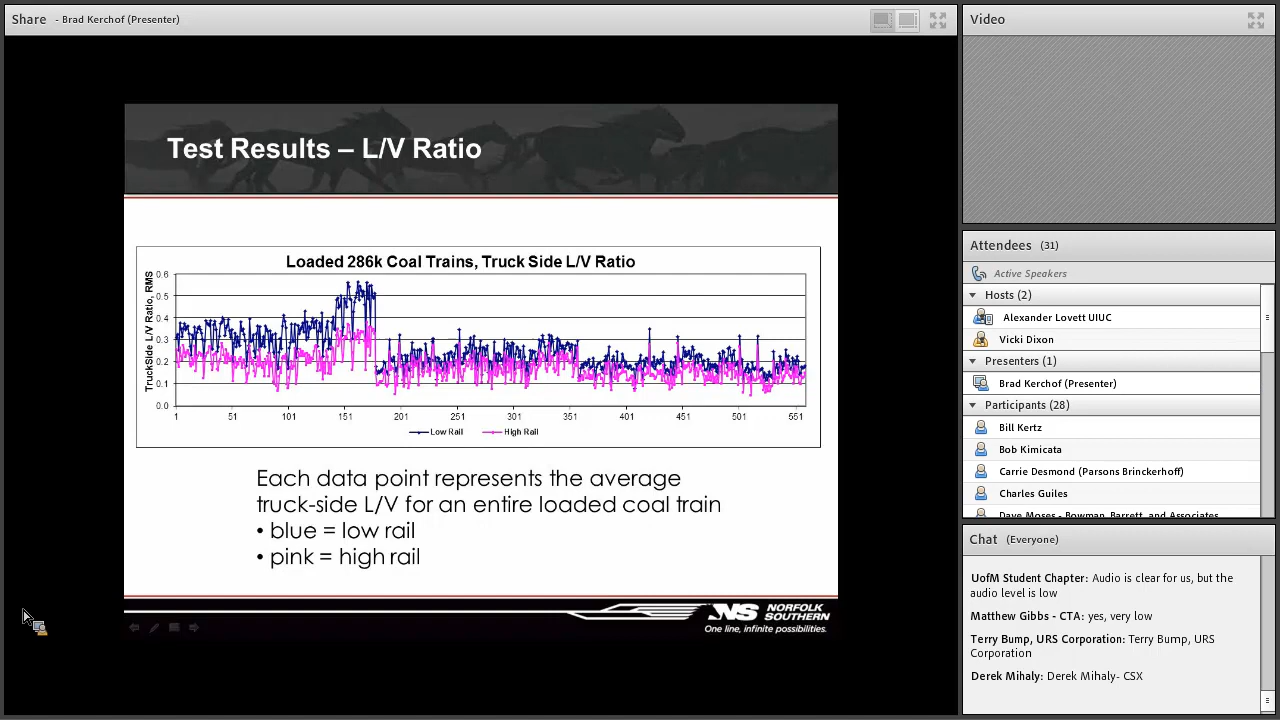 Share - Brad Kerchof (Presenter)
Test Results – L/V Ratio
Loaded 286k Coal Trains, Truck Side L/V Ratio
TruckSide L/V Ratio, RMS
0.6
0.5
0.4
0.3
0.2
0.1
0.0
1 51 101 151 201 251 301 351 401 451 501 551
Low Rail High Rail
Each data point represents the average
truck-side L/V for an entire loaded coal train
• blue = low rail
• pink = high rail
NS NORFOLK
SOUTHERN
One line, infinite possibilities.
Video
Attendees (31)
Active Speakers
Hosts (2)
Alexander Lovett UIUC
Vicki Dixon
Presenters (1)
Brad Kerchof (Presenter)
Participants (28)
Bill Kertz
Bob Kimicata
Carrie Desmond (Parsons Brinckerhoff)
Charles Guiles
Dave Moses - Bowman, Barrett, and Associates
Chat (Everyone)
UofM Student Chapter: Audio is clear for us, but the
audio level is low
Matthew Gibbs - CTA: yes, very low
Terry Bump, URS Corporation: Terry Bump, URS
Corporation
Derek Mihaly: Derek Mihaly- CSX